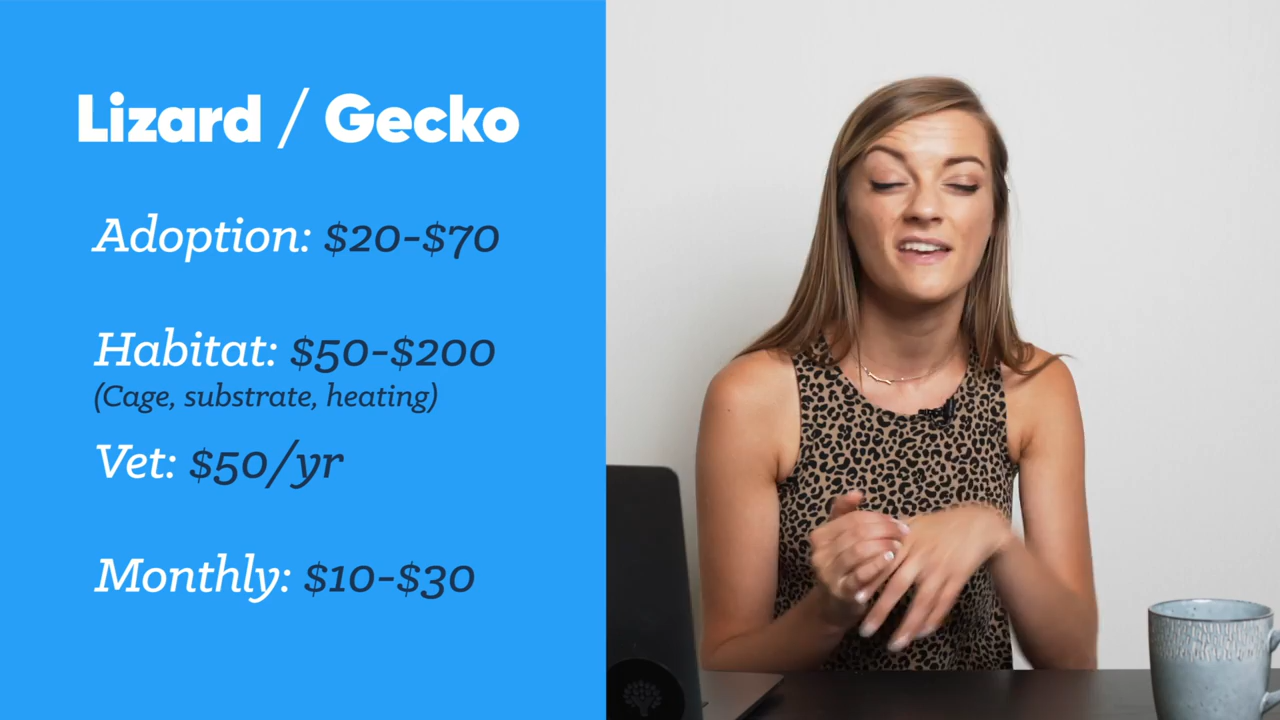 Lizard / Gecko
Adoption: $20-$70
Habitat: $50-$200
(Cage, substrate, heating)
Vet: $50/yr
Monthly: $10-$30